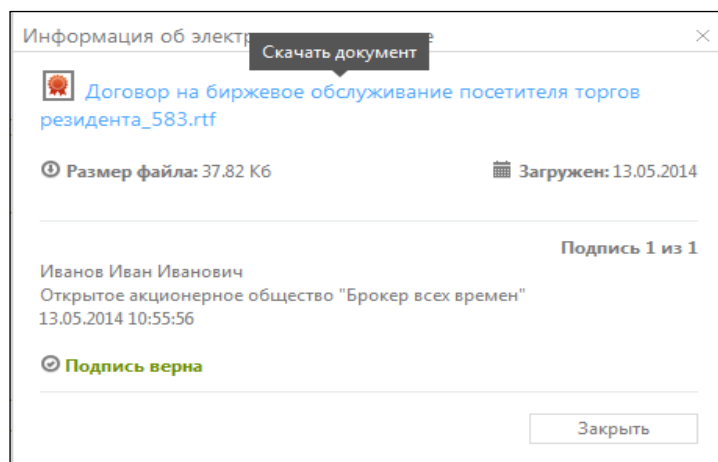 Информация об электр
Скачать документ
Договор на биржевое обслуживание посетителя торгов
резидента_583.rtf
Размер файла: 37.82 Кб
Загружен: 13.05.2014
Подпись 1 из 1
Иванов Иван Иванович
Открытое акционерное общество "Брокер всех времен"
13.05.2014 10:55:56
Подпись верна
Закрыть